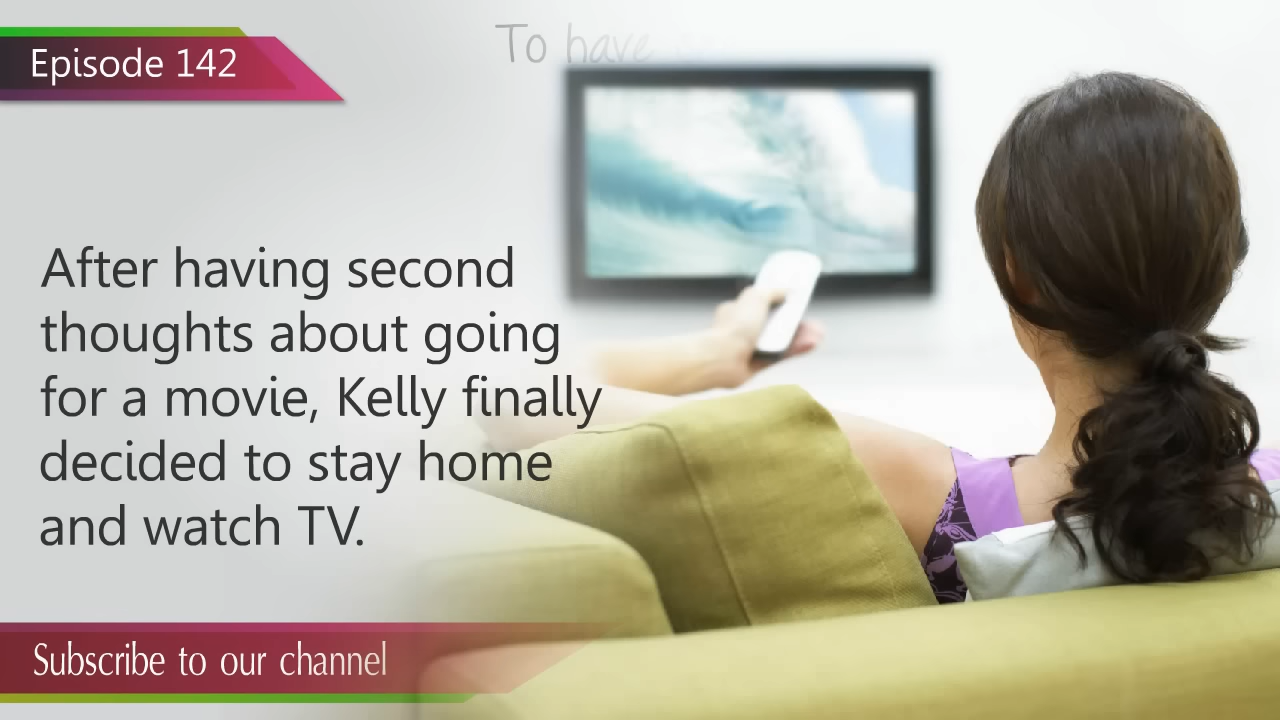 To have
Episode 142
After having second
thoughts about going
for a movie, Kelly finally
decided to stay home
and watch TV.
Subscribe to our channel